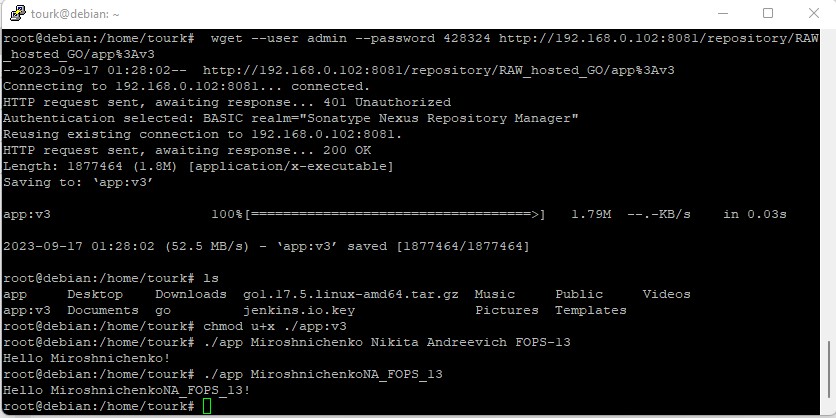 tourk@debian: ~
root@debian:/home/tourk#  wget --user admin --password 428324 http://192.168.0.102:8081/repository/RAW
_hosted_GO/app%3Av3
--2023-09-17 01:28:02--  http://192.168.0.102:8081/repository/RAW_hosted_GO/app%3Av3
Connecting to 192.168.0.102:8081... connected.
HTTP request sent, awaiting response... 401 Unauthorized
Authentication selected: BASIC realm="Sonatype Nexus Repository Manager"
Reusing existing connection to 192.168.0.102:8081.
HTTP request sent, awaiting response... 200 OK
Length: 1877464 (1.8M) [application/x-executable]
Saving to: ‘app:v3’
app:v3                    100%[===================================>]   1.79M  --.-KB/s    in 0.03s
2023-09-17 01:28:02 (52.5 MB/s) - ‘app:v3’ saved [1877464/1877464]
root@debian:/home/tourk# ls
app     Desktop    Downloads  go1.17.5.linux-amd64.tar.gz  Music     Public     Videos
app:v3  Documents  go         jenkins.io.key               Pictures  Templates
root@debian:/home/tourk# chmod u+x ./app:v3
root@debian:/home/tourk# ./app Miroshnichenko Nikita Andreevich FOPS-13
Hello Miroshnichenko!
root@debian:/home/tourk# ./app MiroshnichenkoNA_FOPS_13
Hello MiroshnichenkoNA_FOPS_13!
root@debian:/home/tourk#